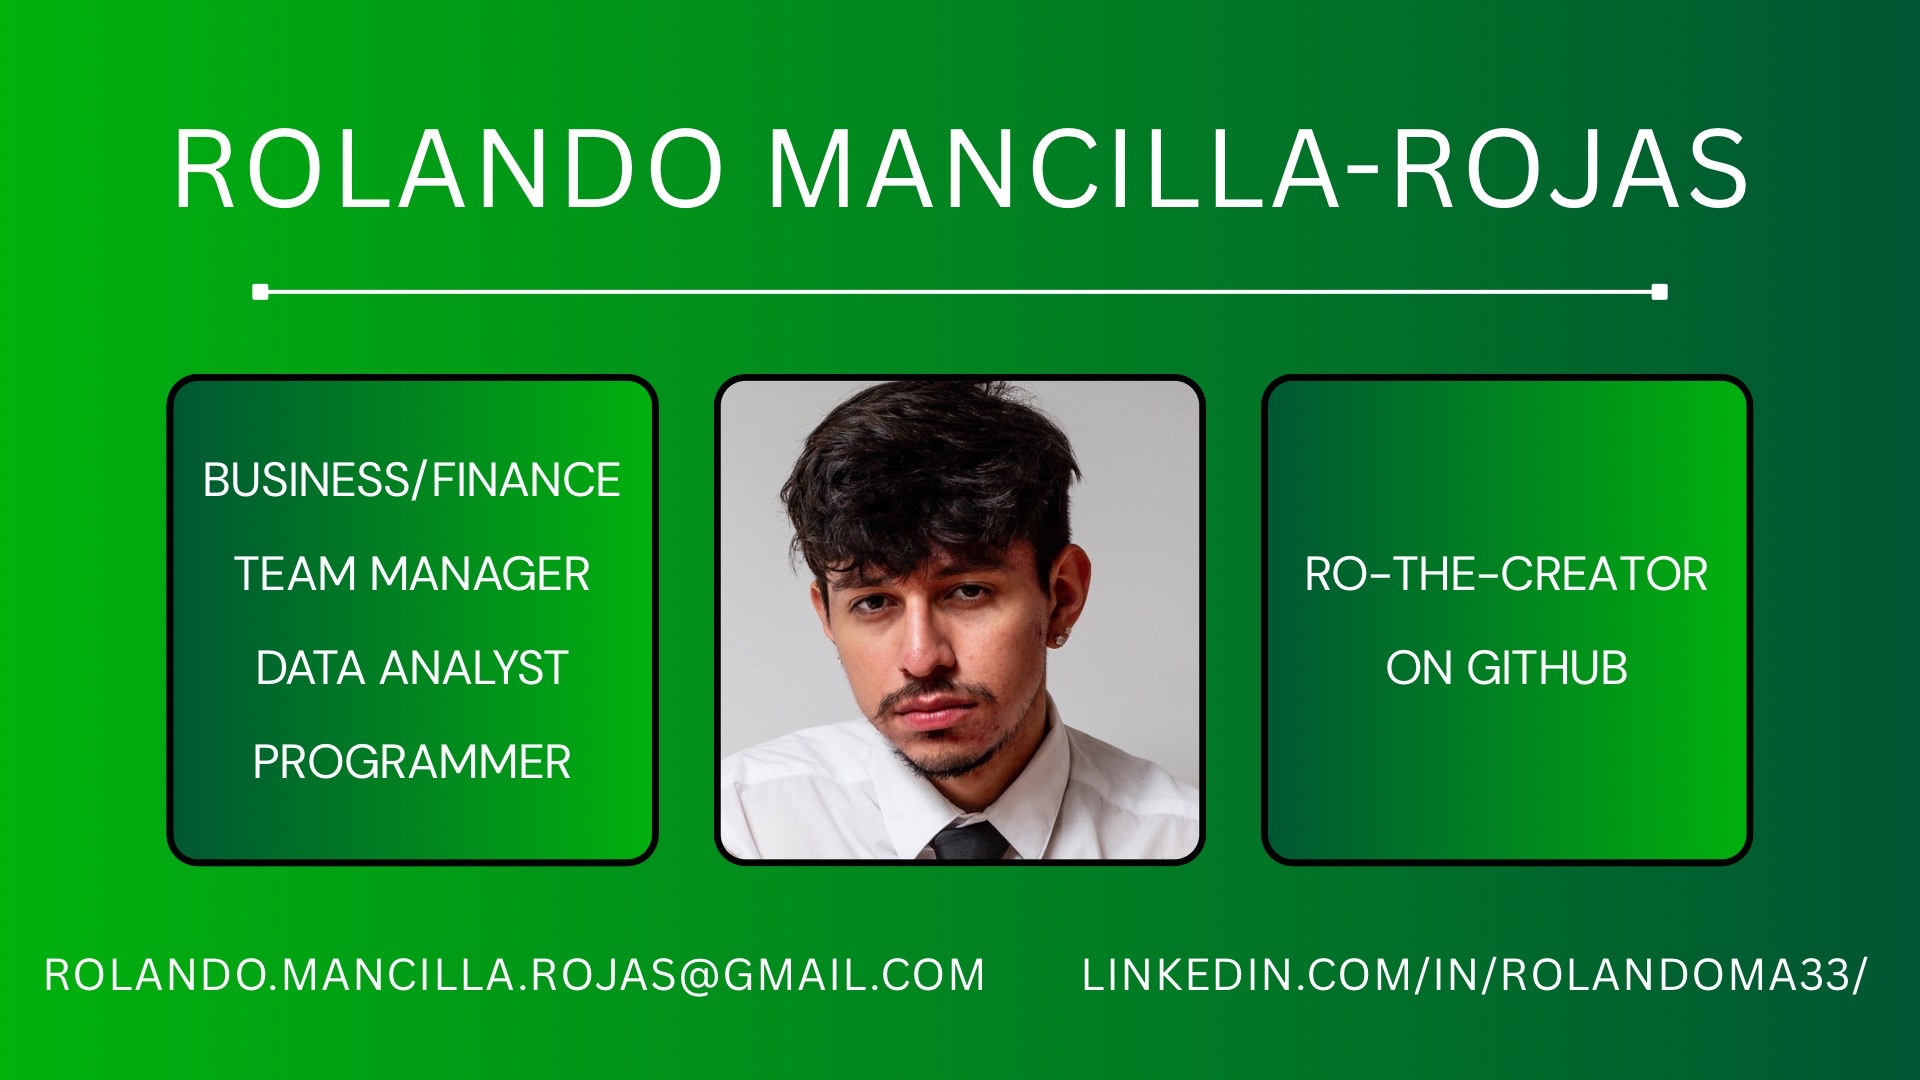 ROLANDO MANCILLA-ROJAS
BUSINESS/FINANCE
TEAM MANAGER
DATA ANALYST
PROGRAMMER
RO-THE-CREATOR
ON GITHUB
ROLANDO.MANCILLA.ROJAS@GMAIL.COM
LINKEDIN.COM/IN/ROLANDOMA33/